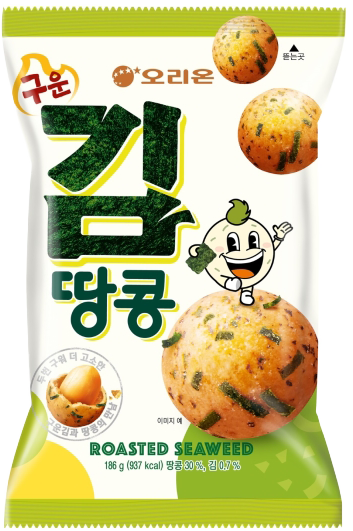 오리온
뜯는곳
구운
김
땅콩
두번 구워 더 고소한
구운김과 땅콩의 만남
이미지 예
ROASTED SEAWEED
186 g (937 kcal) 땅콩 30 %, 김 0.7 %